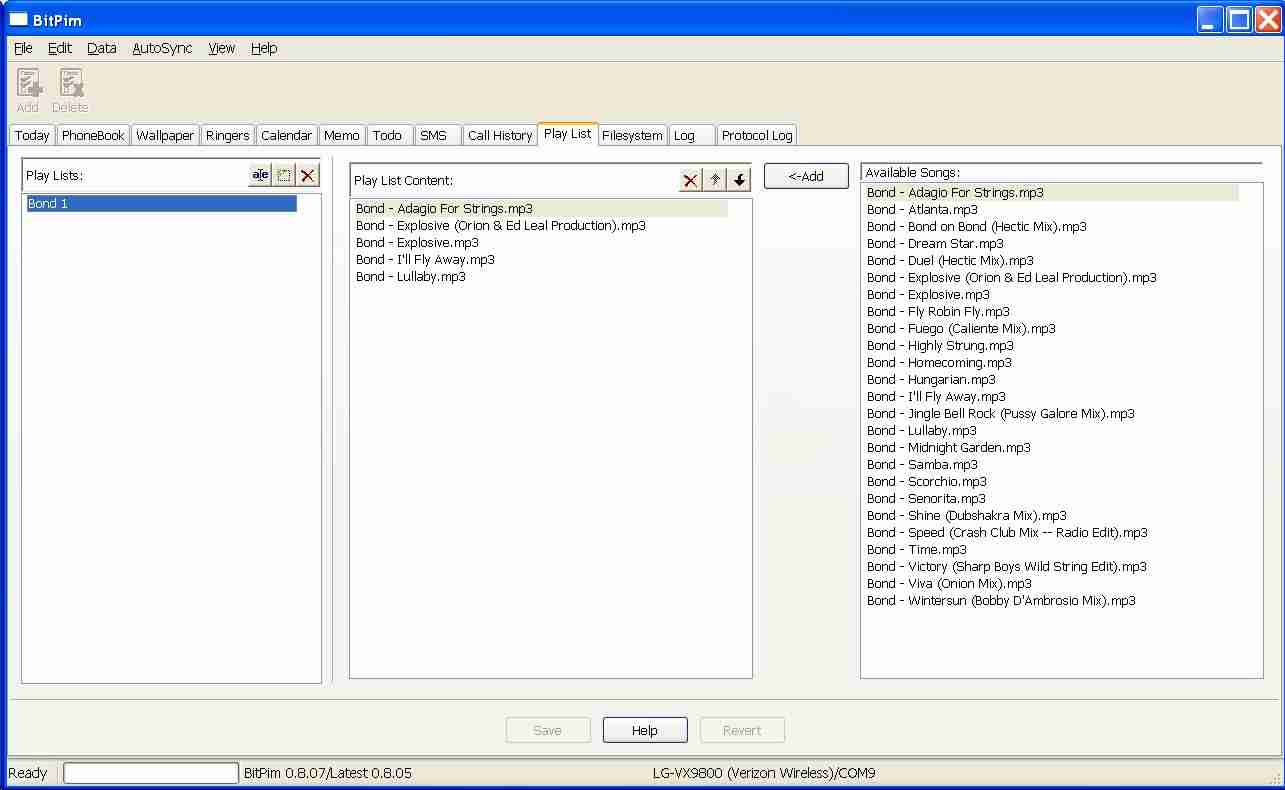 BitPim
File Edit Data AutoSync View Help
Add Delete
Today PhoneBook Wallpaper Ringers Calendar Memo Todo SMS Call History Play List Filesystem Log Protocol Log
Play Lists:
Bond 1
Play List Content:
Bond - Adagio For Strings.mp3
Bond - Explosive (Orion & Ed Leal Production).mp3
Bond - Explosive.mp3
Bond - I'll Fly Away.mp3
Bond - Lullaby.mp3
<-Add
Available Songs:
Bond - Adagio For Strings.mp3
Bond - Atlanta.mp3
Bond - Bond on Bond (Hectic Mix).mp3
Bond - Dream Star.mp3
Bond - Duel (Hectic Mix).mp3
Bond - Explosive (Orion & Ed Leal Production).mp3
Bond - Explosive.mp3
Bond - Fly Robin Fly.mp3
Bond - Fuego (Caliente Mix).mp3
Bond - Highly Strung.mp3
Bond - Homecoming.mp3
Bond - Hungarian.mp3
Bond - I'll Fly Away.mp3
Bond - Jingle Bell Rock (Pussy Galore Mix).mp3
Bond - Lullaby.mp3
Bond - Midnight Garden.mp3
Bond - Samba.mp3
Bond - Scorchio.mp3
Bond - Senorita.mp3
Bond - Shine (Dubshakra Mix).mp3
Bond - Speed (Crash Club Mix -- Radio Edit).mp3
Bond - Time.mp3
Bond - Victory (Sharp Boys Wild String Edit).mp3
Bond - Viva (Onion Mix).mp3
Bond - Wintersun (Bobby D'Ambrosio Mix).mp3
Save Help Revert
Ready BitPim 0.8.07/Latest 0.8.05 LG-VX9800 (Verizon Wireless)/COM9